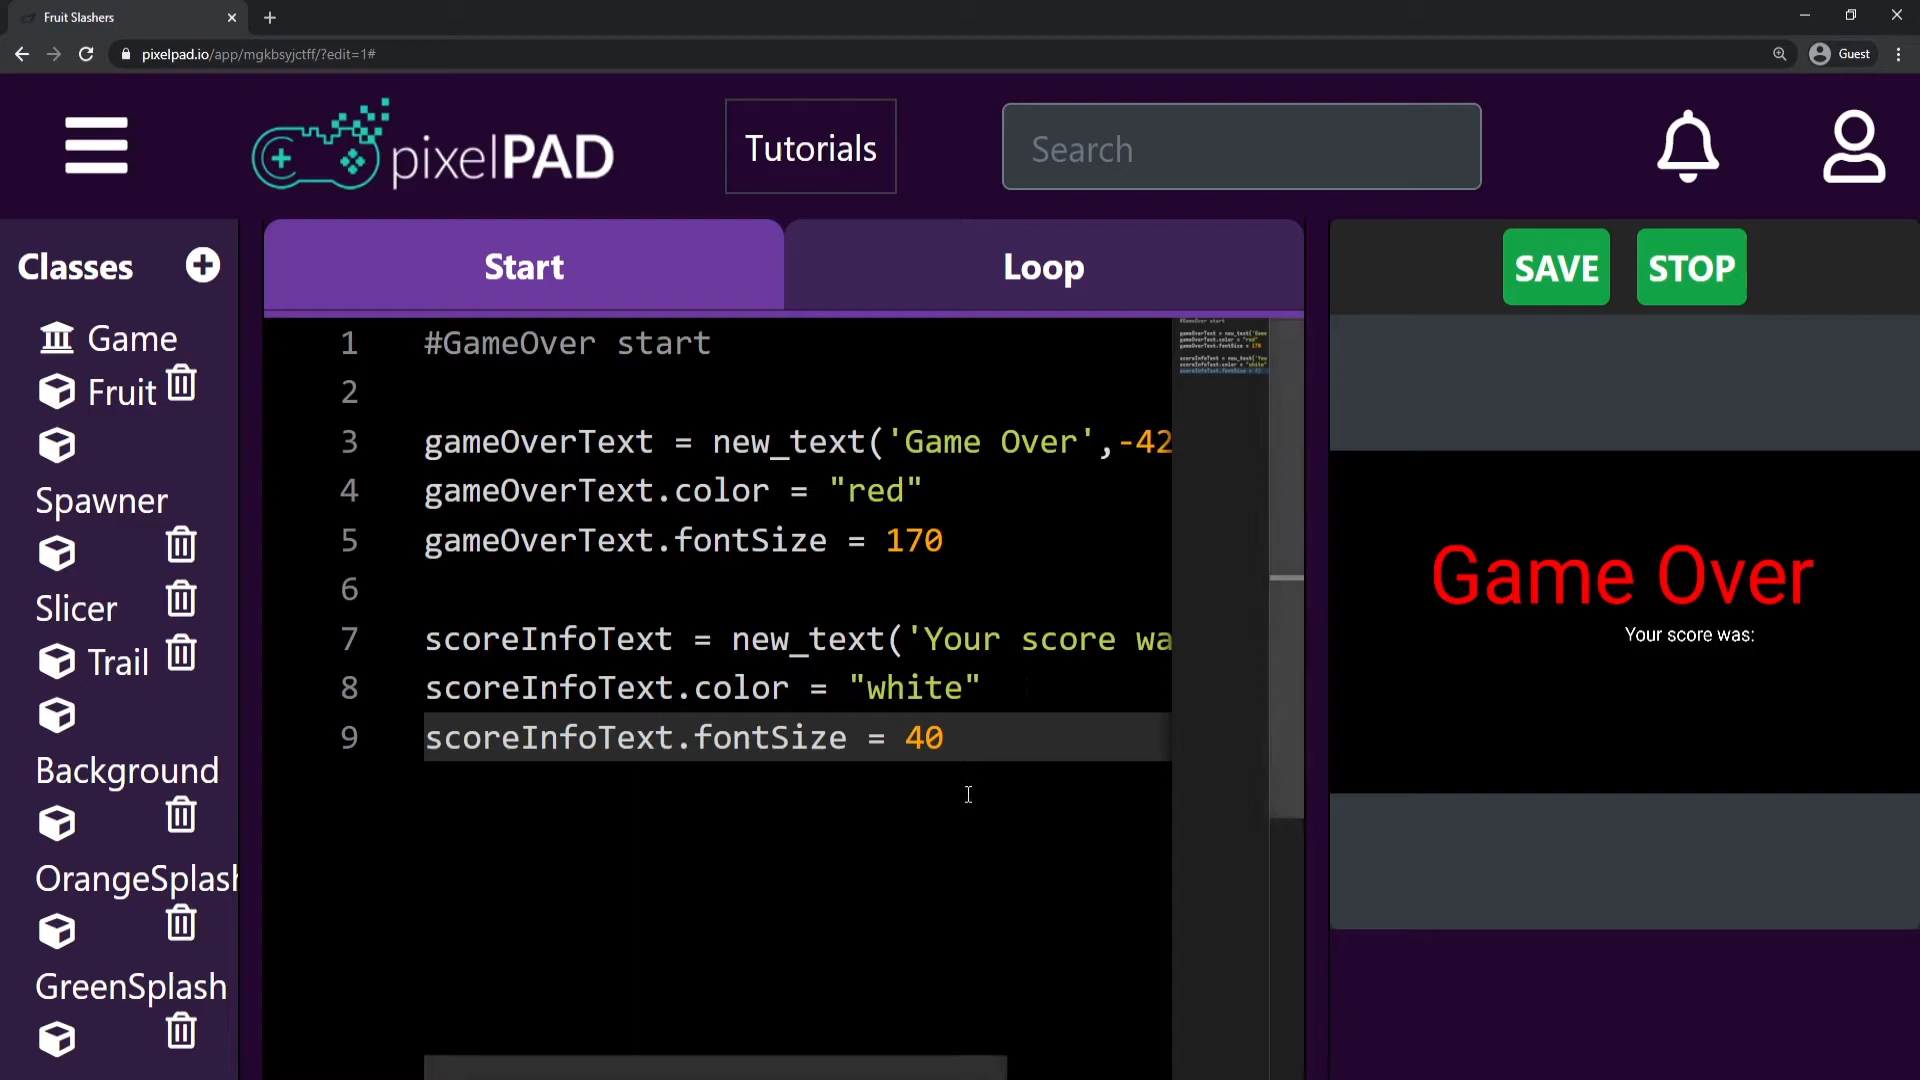 Fruit Slashers
pixelpad.io/app/mgkbsyjctff/?edit=1#
Guest
pixelPAD
Tutorials
Search
Classes
Game
Fruit
Spawner
Slicer
Trail
Background
OrangeSplash
GreenSplash
Start
Loop
1 #GameOver start
2
3 gameOverText = new_text('Game Over',-42
4 gameOverText.color = "red"
5 gameOverText.fontSize = 170
6
7 scoreInfoText = new_text('Your score wa
8 scoreInfoText.color = "white"
9 scoreInfoText.fontSize = 40
SAVE
STOP
Game Over
Your score was: